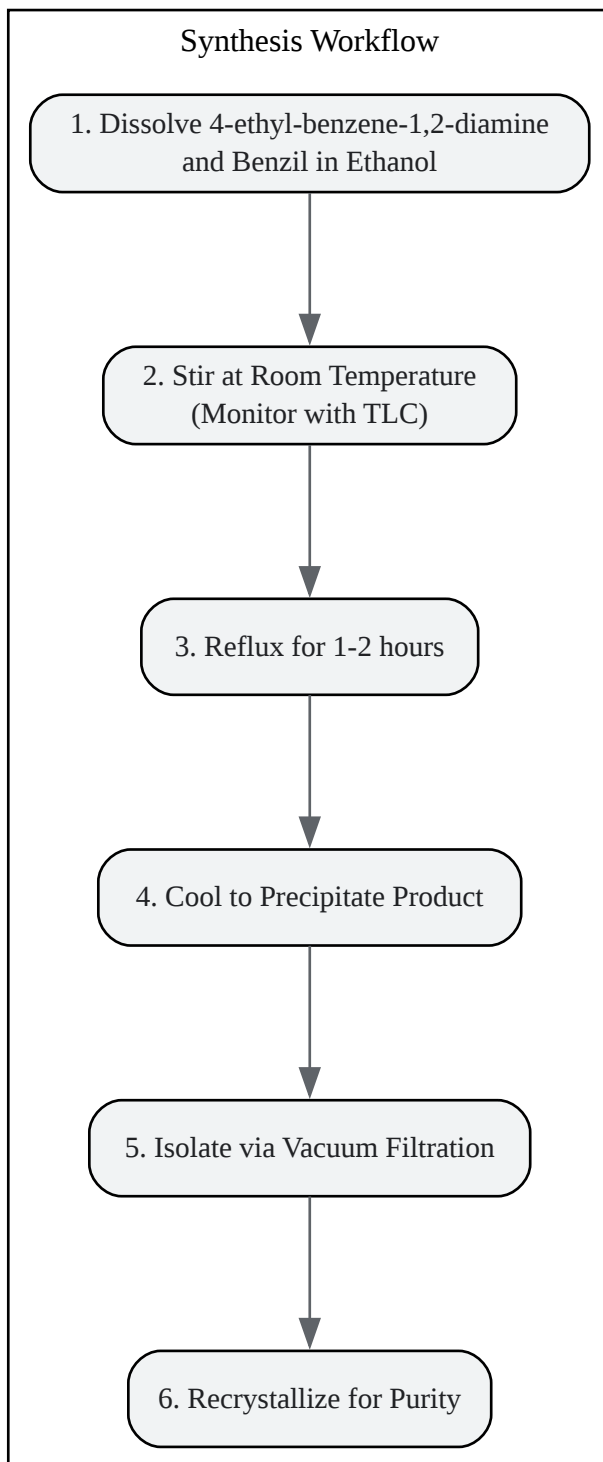 Synthesis Workflow
1. Dissolve 4-ethyl-benzene-1,2-diamine
and Benzil in Ethanol
2. Stir at Room Temperature
(Monitor with TLC)
3. Reflux for 1-2 hours
4. Cool to Precipitate Product
5. Isolate via Vacuum Filtration
6. Recrystallize for Purity